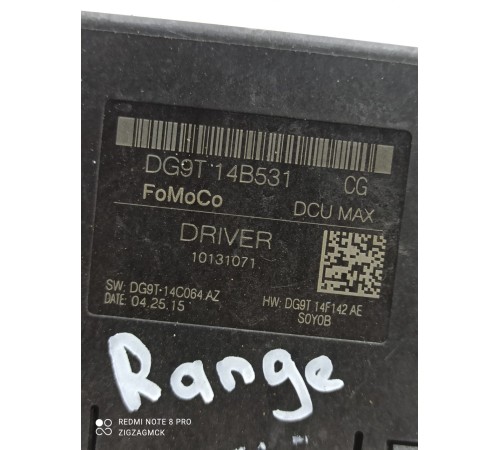 DG9T 14B531 CG
FoMoCo DCU MAX
DRIVER
10131071
SW: DG9T-14C064 AZ HW: DG9T 14F142 AE
DATE: 04.25.15 S0Y0B
Range
REDMI NOTE 8 PRO
ZIGZAGMCK